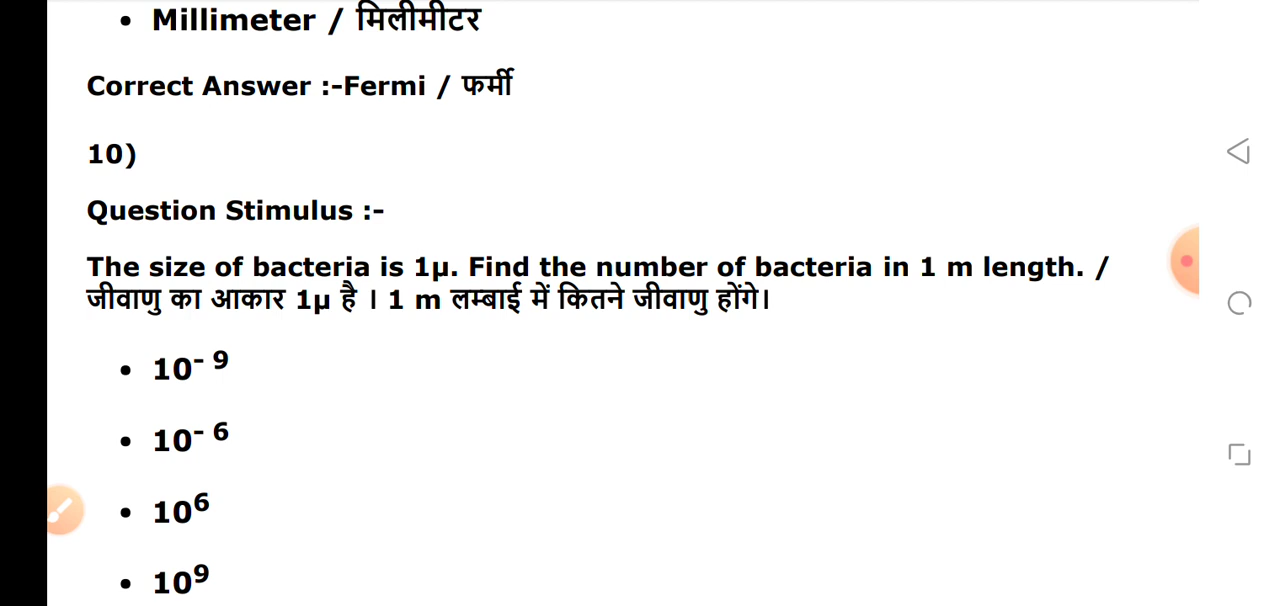 • Millimeter / मिलीमीटर
Correct Answer :-Fermi / फर्मी
10)
Question Stimulus :-
The size of bacteria is 1µ. Find the number of bacteria in 1 m length. /
जीवाणु का आकार 1µ है । 1 m लम्बाई में कितने जीवाणु होंगे।
• 10⁻ ⁹
• 10⁻ ⁶
• 10⁶
• 10⁹